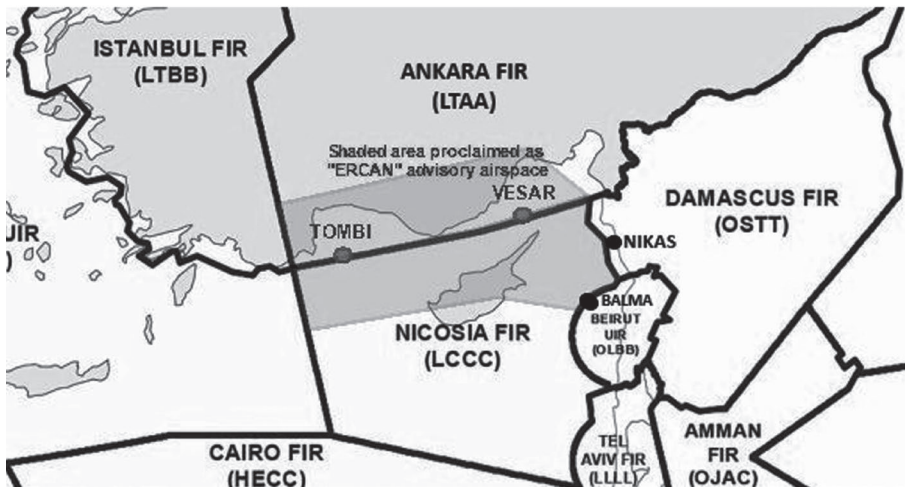 ISTANBUL FIR
(LTBB)
ANKARA FIR
(LTAA)
Shaded area proclaimed as
"ERCAN" advisory airspace
VESAR
TOMBI
DAMASCUS FIR
(OSTT)
UIR
)
NIKAS
BALMA
BEIRUT
UIR
(OLBB)
NICOSIA FIR
(LCCC)
CAIRO FIR
(HECC)
TEL
AVIV FIR
(LLLL)
AMMAN
FIR
(OJAC)